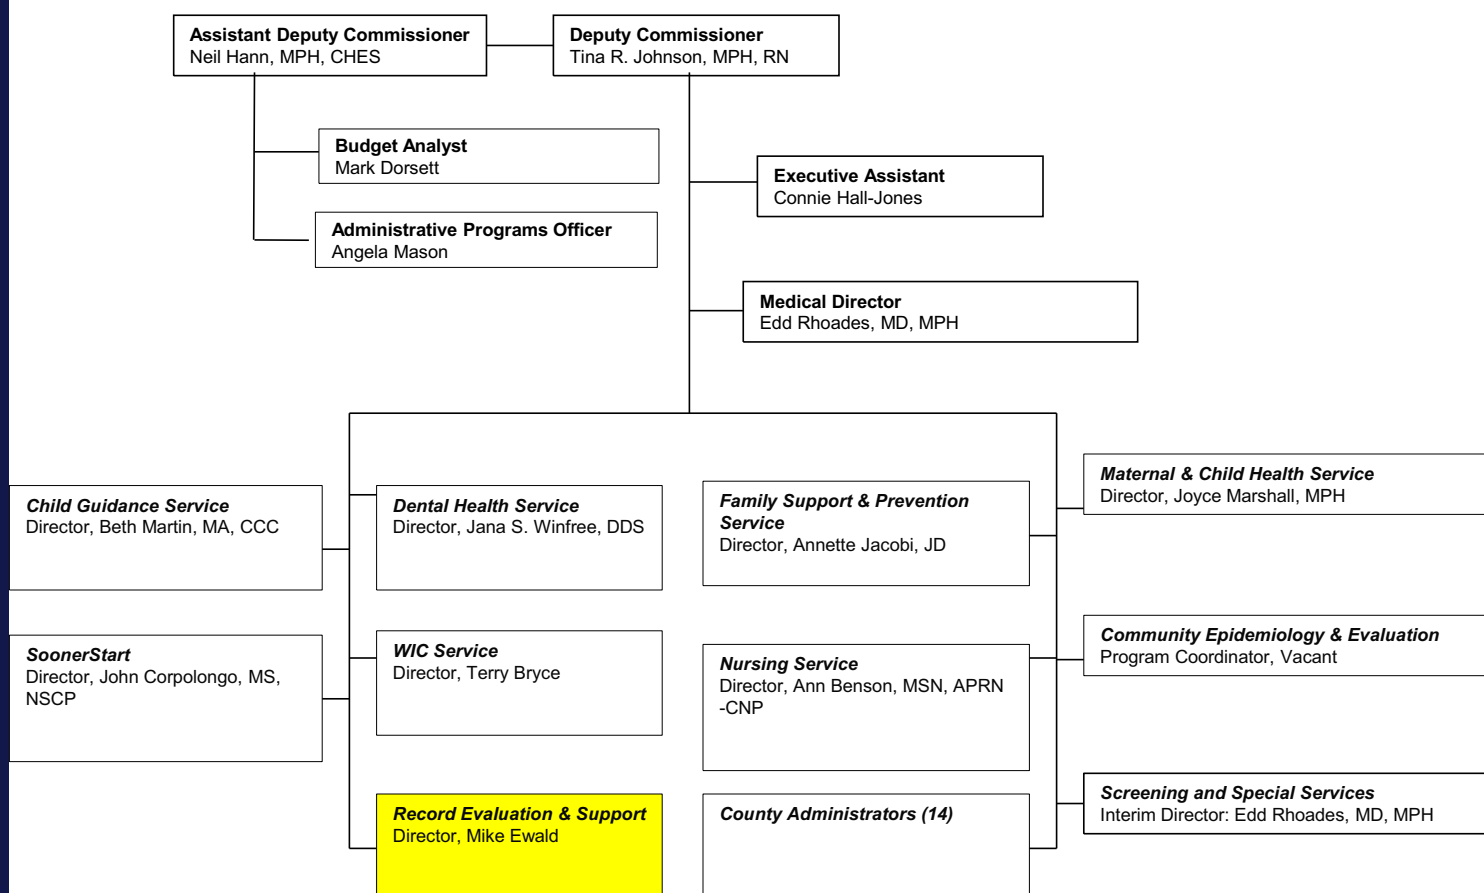 Assistant Deputy Commissioner
Neil Hann, MPH, CHES
Deputy Commissioner
Tina R. Johnson, MPH, RN
Budget Analyst
Mark Dorsett
Executive Assistant
Connie Hall-Jones
Administrative Programs Officer
Angela Mason
Medical Director
Edd Rhoades, MD, MPH
Child Guidance Service
Director, Beth Martin, MA, CCC
Dental Health Service
Director, Jana S. Winfree, DDS
Family Support & Prevention
Service
Director, Annette Jacobi, JD
Maternal & Child Health Service
Director, Joyce Marshall, MPH
SoonerStart
Director, John Corpolongo, MS,
NSCP
WIC Service
Director, Terry Bryce
Nursing Service
Director, Ann Benson, MSN, APRN
-CNP
Community Epidemiology & Evaluation
Program Coordinator, Vacant
Record Evaluation & Support
Director, Mike Ewald
County Administrators (14)
Screening and Special Services
Interim Director: Edd Rhoades, MD, MPH